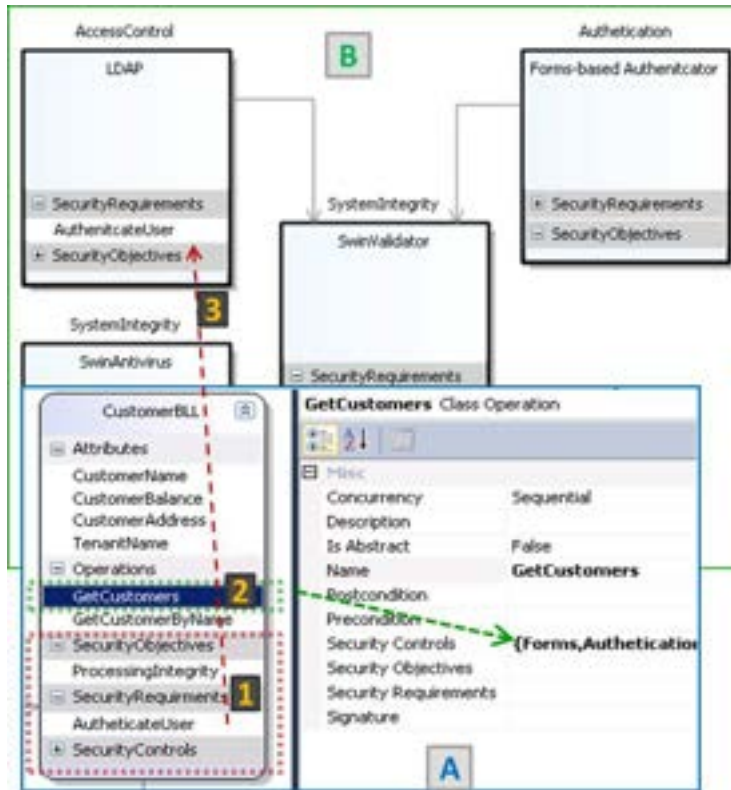 AccessControl
LDAP
SecurityRequirements
AuthenitcateUser
SecurityObjectives
B
Authetication
Forms-based Authenitcator
SecurityRequirements
SecurityObjectives
SystemIntegrity
SwinValidator
SecurityRequirements
3
SystemIntegrity
SwinAntivirus
CustomerBLL
Attributes
CustomerName
CustomerBalance
CustomerAddress
TenantName
Operations
GetCustomers
2
GetCustomerByName
SecurityObjectives
ProcessingIntegrity
SecurityRequirments
1
AutheticateUser
SecurityControls
GetCustomers Class Operation
Misc
Concurrency Sequential
Description
Is Abstract False
Name GetCustomers
Postcondition
Precondition
Security Controls {Forms,Authetication
Security Objectives
Security Requirements
Signature
A